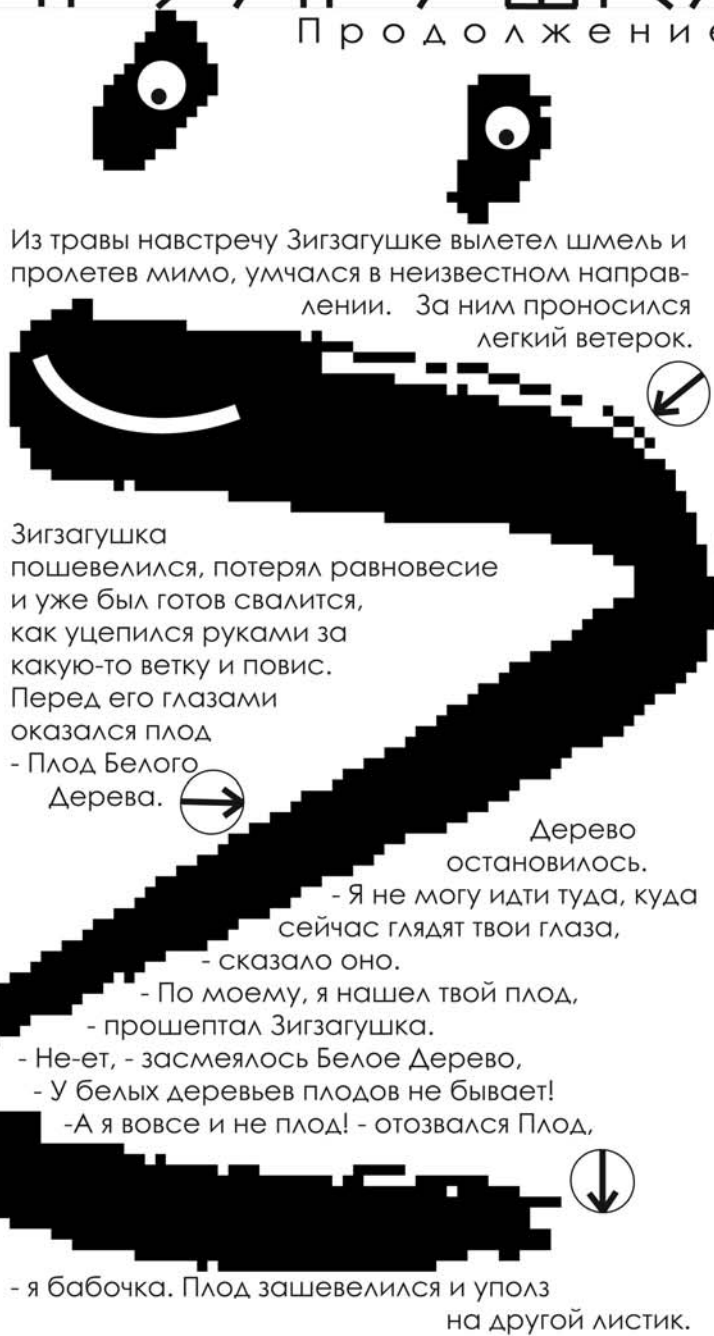 Продолжение
Из травы навстречу Зигзагушке вылетел шмель и
пролетев мимо, умчался в неизвестном направ-
лении. За ним проносился
легкий ветерок.
Зигзагушка
пошевелился, потерял равновесие
и уже был готов свалится,
как уцепился руками за
какую-то ветку и повис.
Перед его глазами
оказался плод
- Плод Белого
Дерева.
Дерево
остановилось.
- Я не могу идти туда, куда
сейчас глядят твои глаза,
- сказало оно.
- По моему, я нашел твой плод,
- прошептал Зигзагушка.
- Не-ет, - засмеялось Белое Дерево,
- У белых деревьев плодов не бывает!
-А я вовсе и не плод! - отозвался Плод,
- я бабочка. Плод зашевелился и уполз
на другой листик.